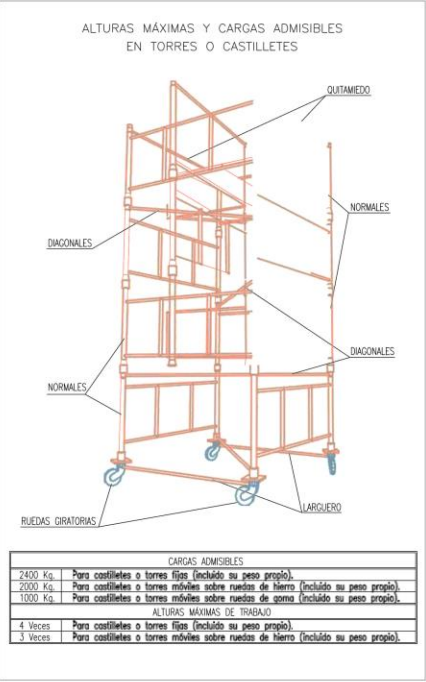 ALTURAS MÁXIMAS Y CARGAS ADMISIBLES
EN TORRES O CASTILLETES
QUITAMIEDO
NORMALES
DIAGONALES
DIAGONALES
NORMALES
LARGUERO
RUEDAS GIRATORIAS
CARGAS ADMISIBLES
2400 Kg. Para castilletes o torres fijas (incluido su peso propio).
2000 Kg. Para castilletes o torres móviles sobre ruedas de hierro (incluido su peso propio).
1000 Kg. Para castilletes o torres móviles sobre ruedas de goma (incluido su peso propio).
ALTURAS MÁXIMAS DE TRABAJO
4 Veces Para castilletes o torres fijas (incluido su peso propio).
3 Veces Para castilletes o torres móviles sobre ruedas de hierro (incluido su peso propio).